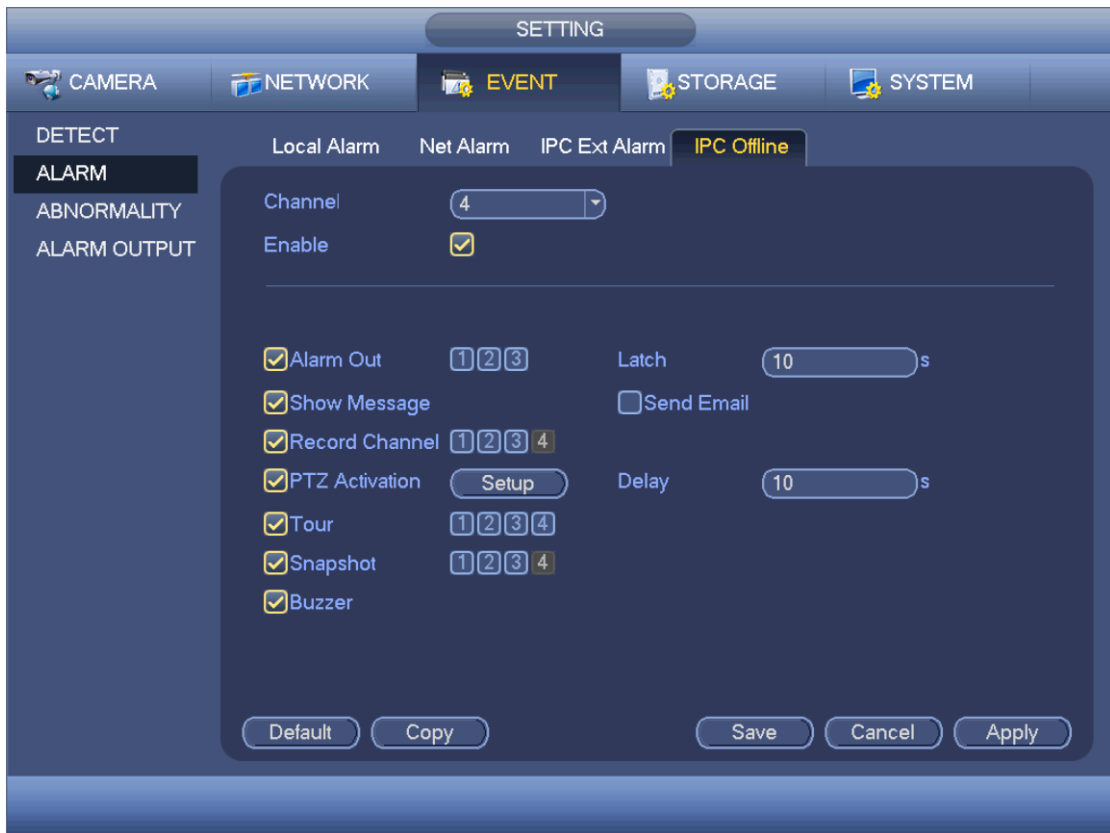 SETTING
CAMERA NETWORK EVENT STORAGE SYSTEM
DETECT
ALARM
ABNORMALITY
ALARM OUTPUT
Local Alarm Net Alarm IPC Ext Alarm IPC Offline
Channel 4
Enable
Alarm Out 1 2 3 Latch 10 s
Show Message Send Email
Record Channel 1 2 3 4
PTZ Activation Setup Delay 10 s
Tour 1 2 3 4
Snapshot 1 2 3 4
Buzzer
Default Copy Save Cancel Apply